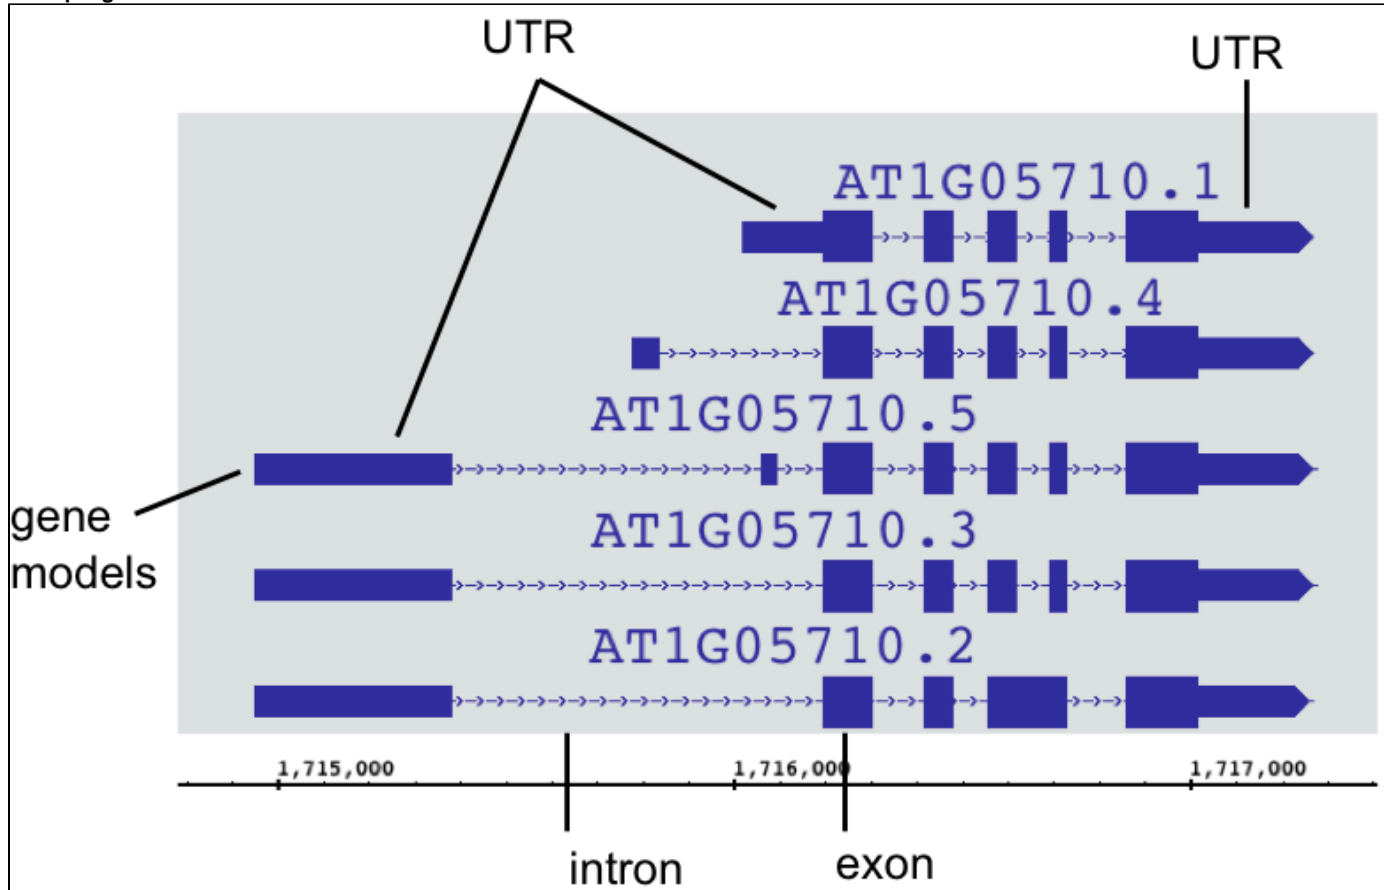 UTR
UTR
AT1G05710.1
AT1G05710.4
AT1G05710.5
gene
models
AT1G05710.3
AT1G05710.2
1,715,000
1,716,000
1,717,000
intron
exon